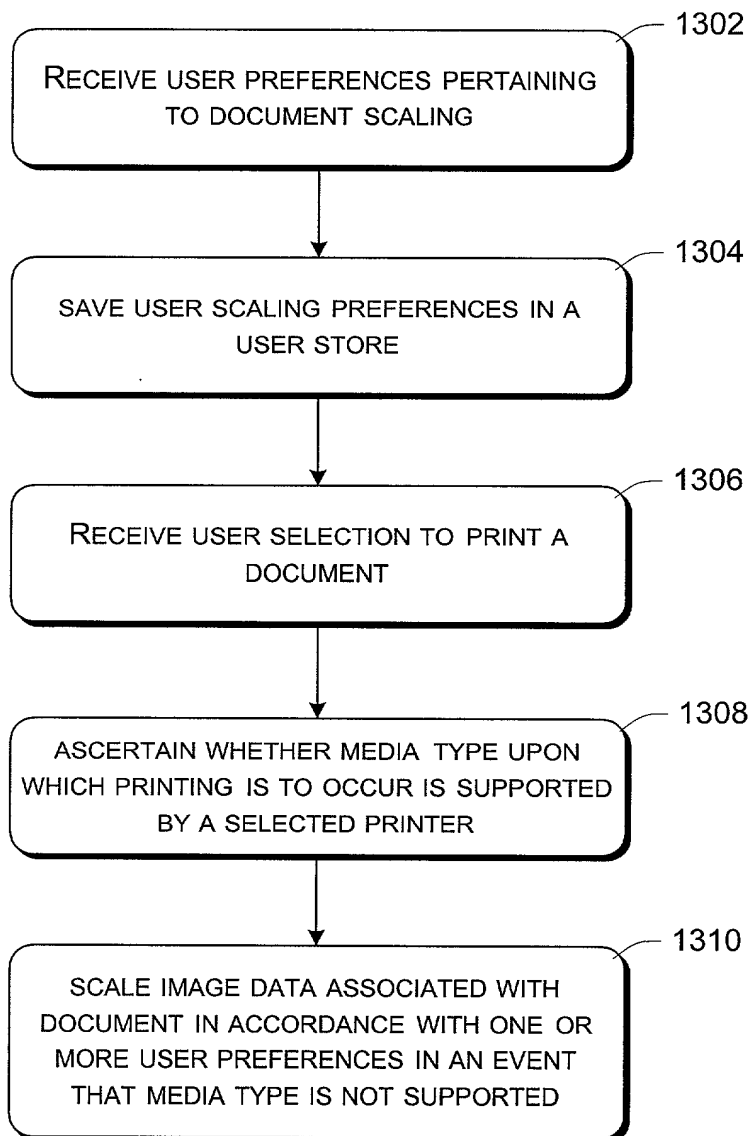 1302
RECEIVE USER PREFERENCES PERTAINING
TO DOCUMENT SCALING
1304
SAVE USER SCALING PREFERENCES IN A
USER STORE
1306
RECEIVE USER SELECTION TO PRINT A
DOCUMENT
1308
ASCERTAIN WHETHER MEDIA TYPE UPON
WHICH PRINTING IS TO OCCUR IS SUPPORTED
BY A SELECTED PRINTER
1310
SCALE IMAGE DATA ASSOCIATED WITH
DOCUMENT IN ACCORDANCE WITH ONE OR
MORE USER PREFERENCES IN AN EVENT
THAT MEDIA TYPE IS NOT SUPPORTED